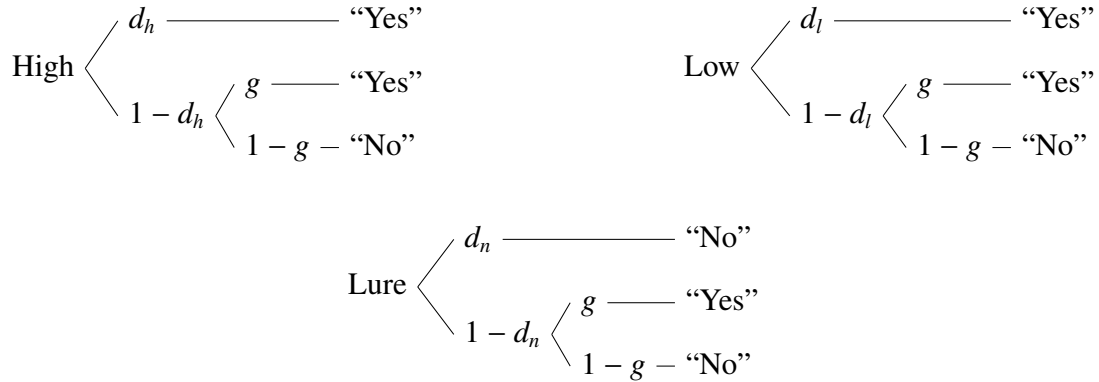 d_h “Yes”
High
g “Yes”
1 − d_h
1 − g “No”
d_l “Yes”
Low
g “Yes”
1 − d_l
1 − g “No”
d_n “No”
Lure
g “Yes”
1 − d_n
1 − g “No”